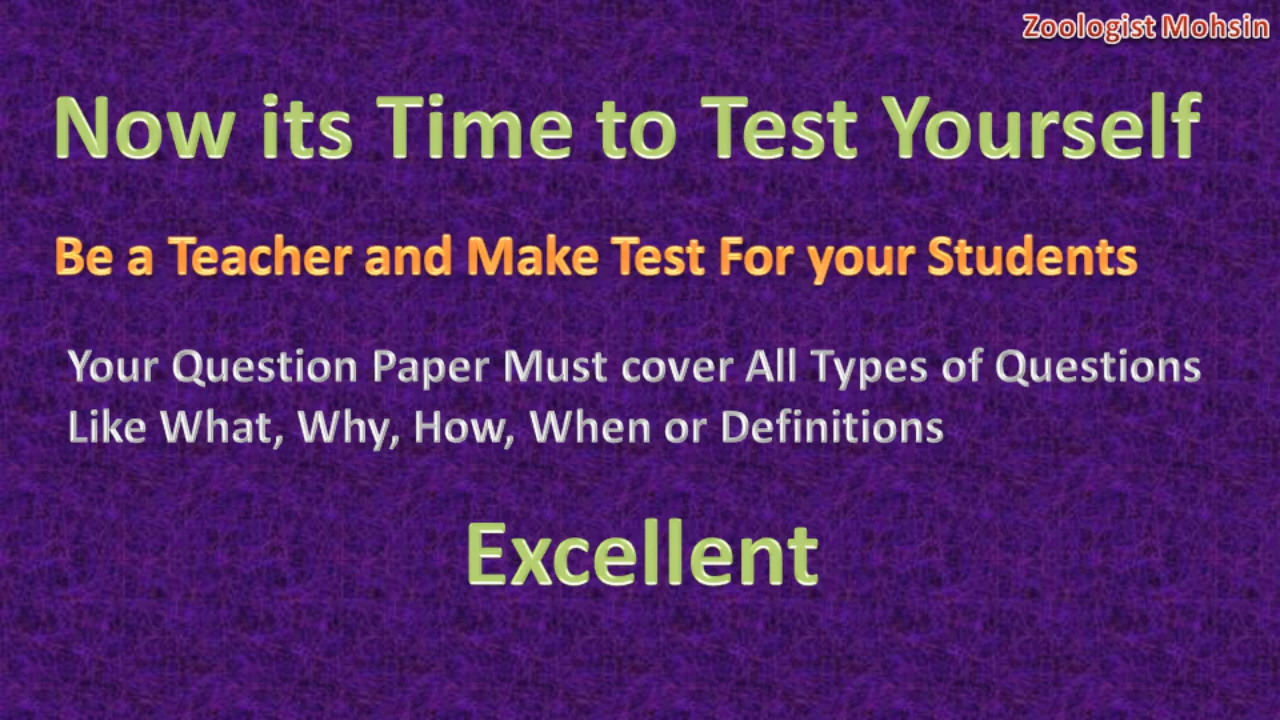 Zoologist Mohsin
Now its Time to Test Yourself
Be a Teacher and Make Test For your Students
Your Question Paper Must cover All Types of Questions
Like What, Why, How, When or Definitions
Excellent